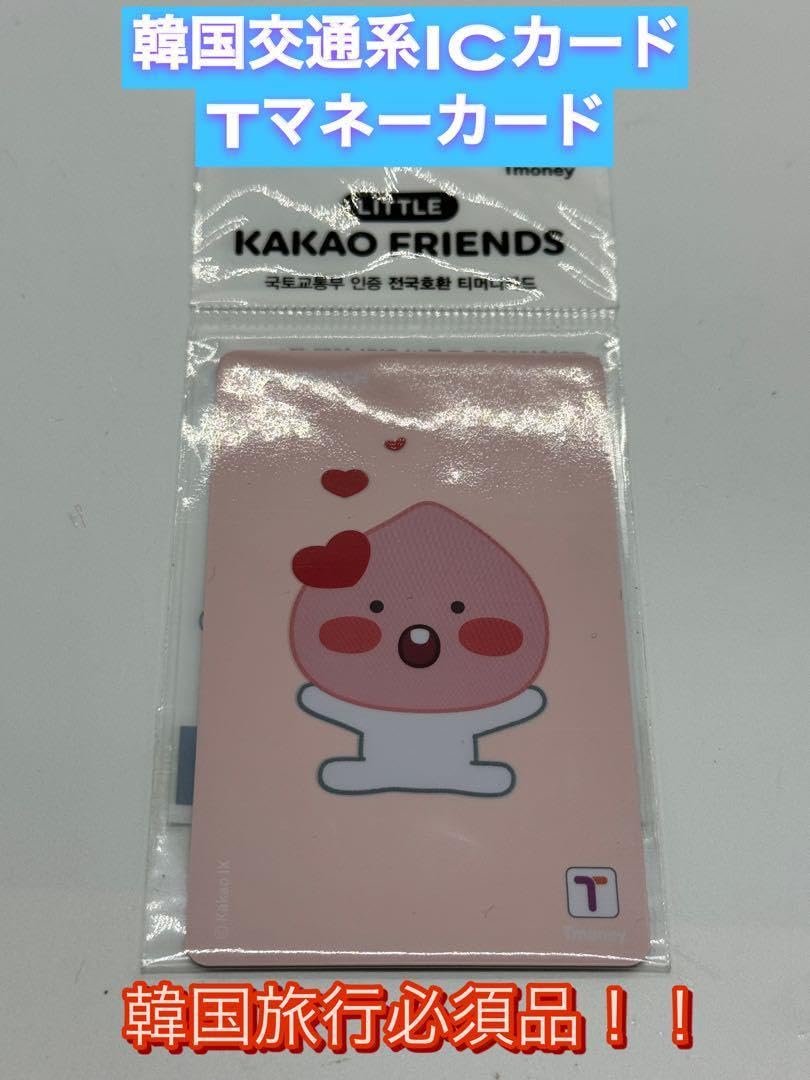 韓国交通系ICカード
Tマネーカード
Tmoney
LITTLE
KAKAO FRIENDS
국토교통부 인증 전국호환 티머니카드
©Kakao IX
Tmoney
韓国旅行必須品！！